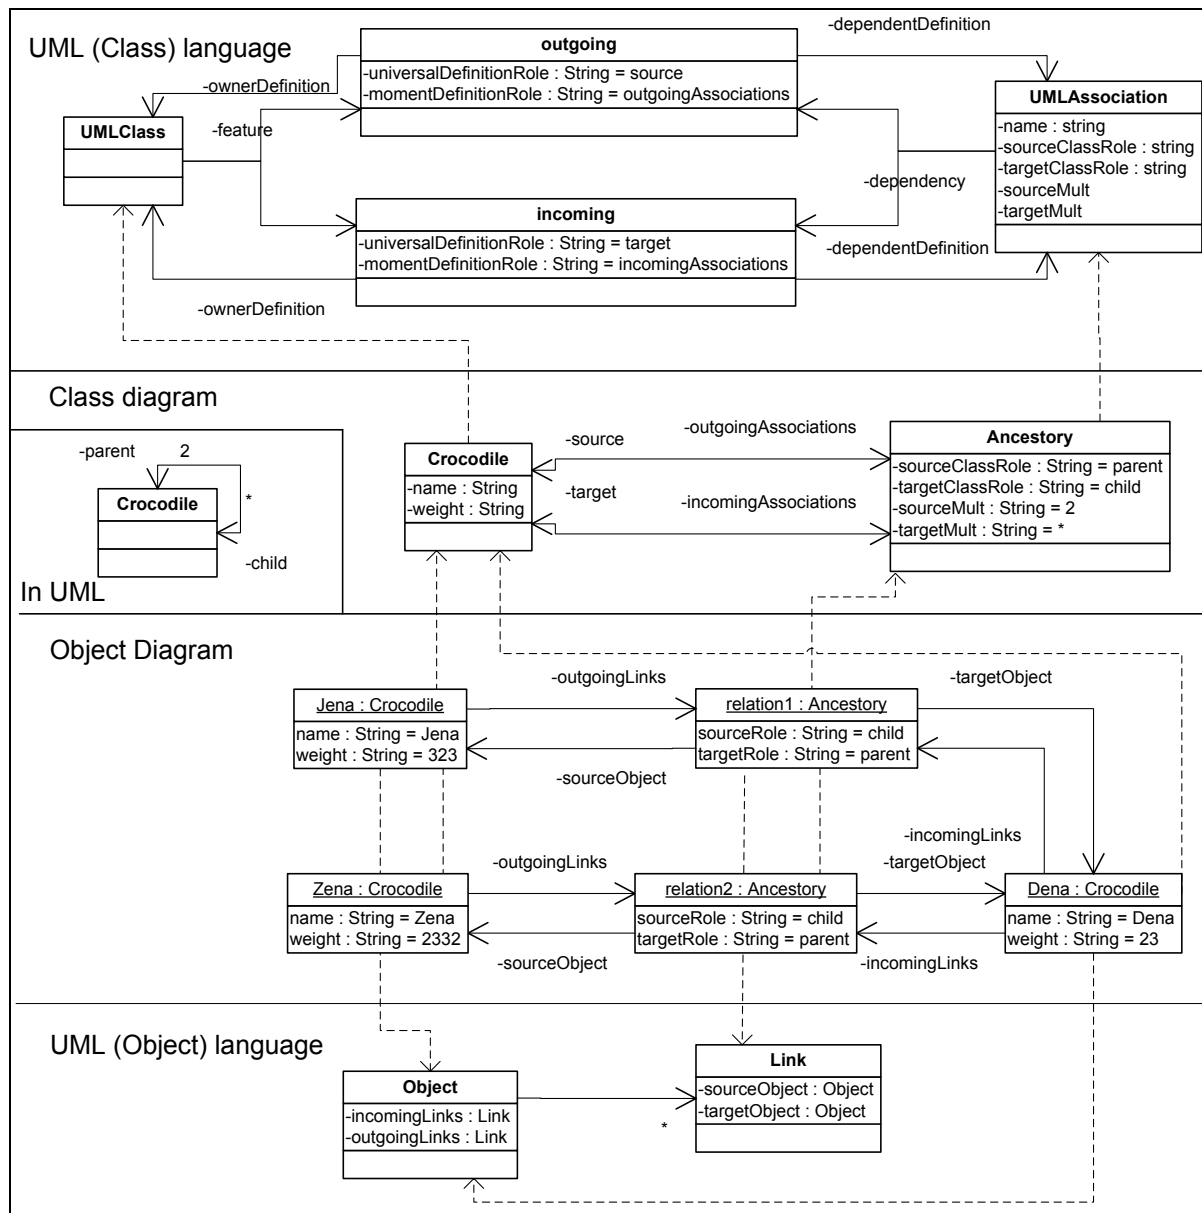 UML (Class) language
-dependentDefinition
outgoing
-universalDefinitionRole : String = source
-momentDefinitionRole : String = outgoingAssociations
-ownerDefinition
UMLClass
-feature
UMLAssociation
-name : string
-sourceClassRole : string
-targetClassRole : string
-sourceMult
-targetMult
-dependency
incoming
-universalDefinitionRole : String = target
-momentDefinitionRole : String = incomingAssociations
-dependentDefinition
-ownerDefinition
Class diagram
-parent
2
Crocodile
*
-child
In UML
Crocodile
-name : String
-weight : String
-source
-outgoingAssociations
-target
-incomingAssociations
Ancestory
-sourceClassRole : String = parent
-targetClassRole : String = child
-sourceMult : String = 2
-targetMult : String = *
Object Diagram
-outgoingLinks
-targetObject
Jena : Crocodile
name : String = Jena
weight : String = 323
relation1 : Ancestory
sourceRole : String = child
targetRole : String = parent
-sourceObject
-incomingLinks
-outgoingLinks
-targetObject
Zena : Crocodile
name : String = Zena
weight : String = 2332
relation2 : Ancestory
sourceRole : String = child
targetRole : String = parent
Dena : Crocodile
name : String = Dena
weight : String = 23
-sourceObject
-incomingLinks
UML (Object) language
Object
-incomingLinks : Link
-outgoingLinks : Link
*
Link
-sourceObject : Object
-targetObject : Object